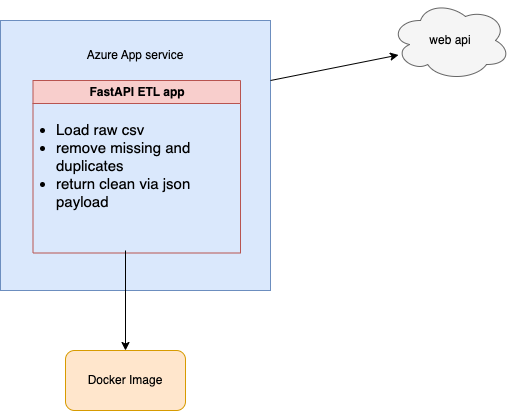 web api
Azure App service
FastAPI ETL app
• Load raw csv
• remove missing and
duplicates
• return clean via json
payload
Docker Image